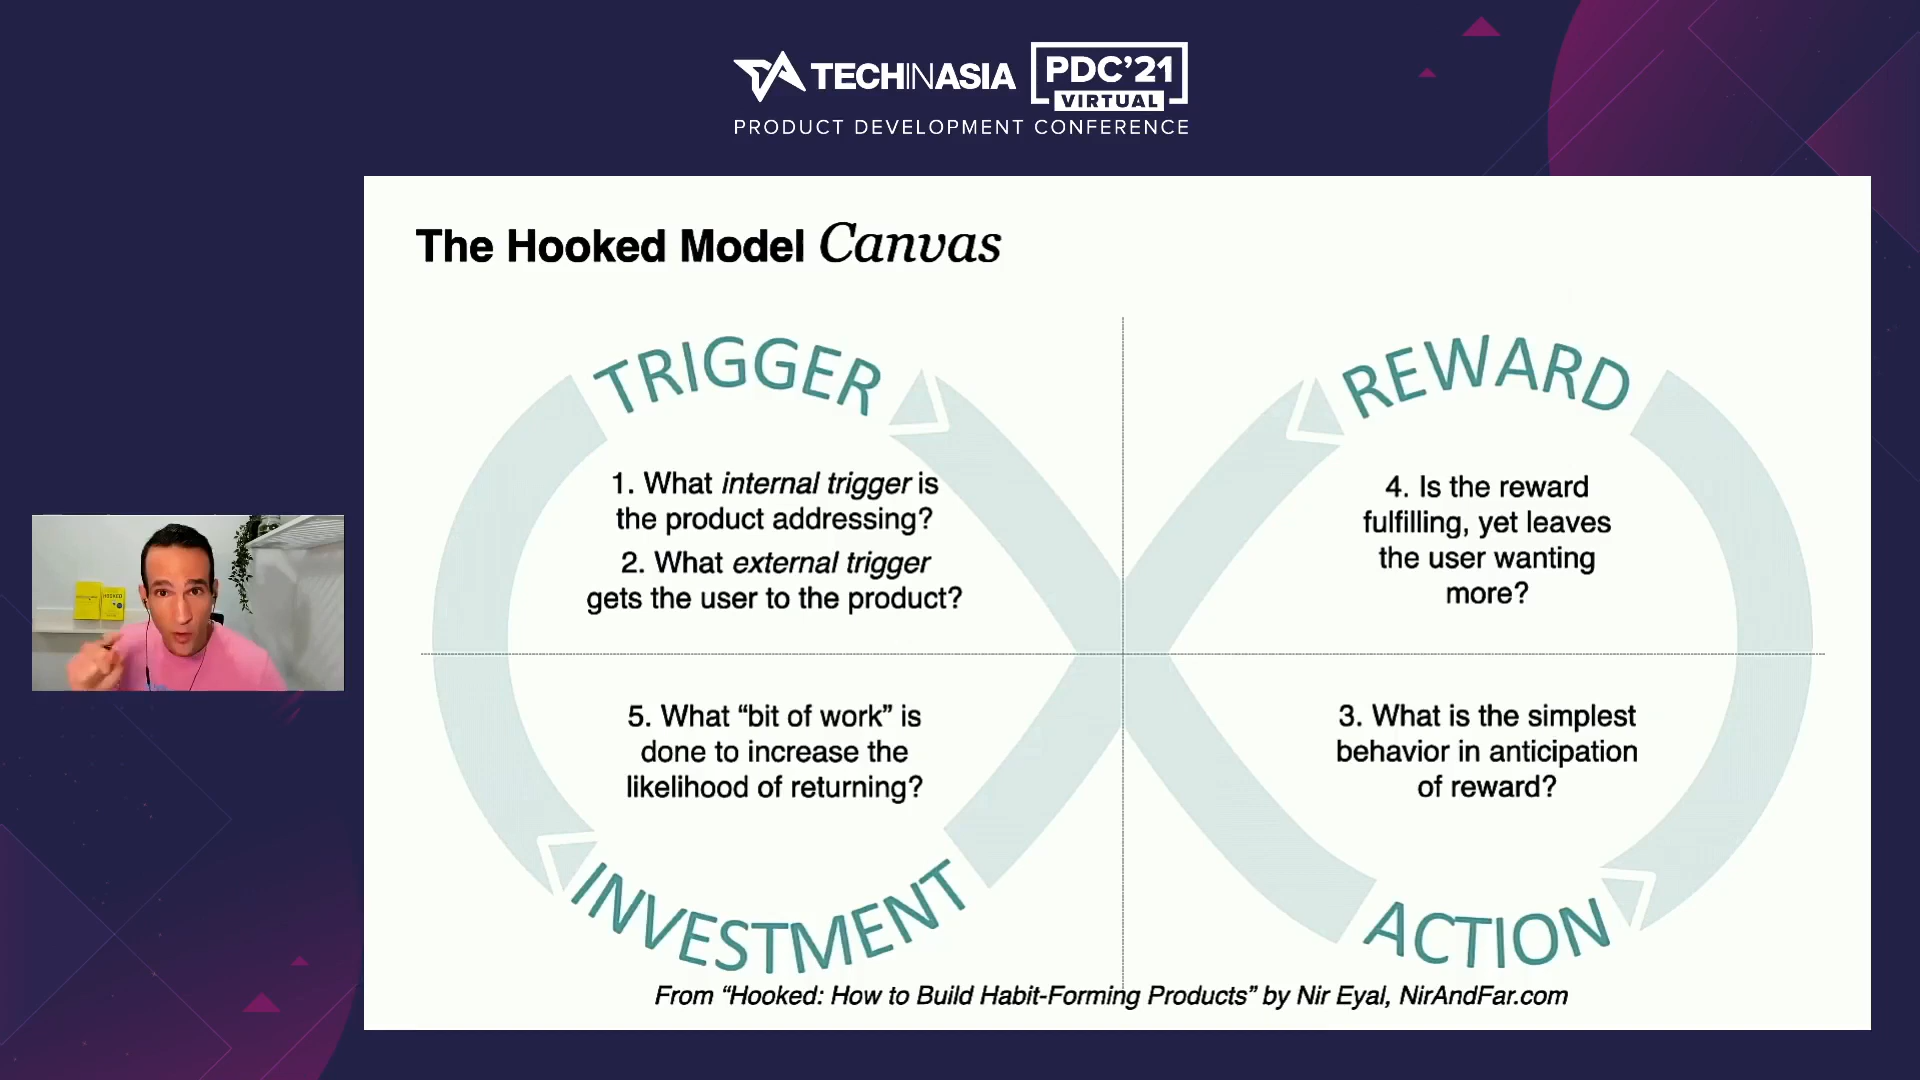 TECHINASIA
PDC’21
VIRTUAL
PRODUCT DEVELOPMENT CONFERENCE
The Hooked Model Canvas
TRIGGER
1. What internal trigger is
the product addressing?
2. What external trigger
gets the user to the product?
REWARD
4. Is the reward
fulfilling, yet leaves
the user wanting
more?
5. What “bit of work” is
done to increase the
likelihood of returning?
INVESTMENT
3. What is the simplest
behavior in anticipation
of reward?
ACTION
From “Hooked: How to Build Habit-Forming Products” by Nir Eyal, NirAndFar.com
HOOKED